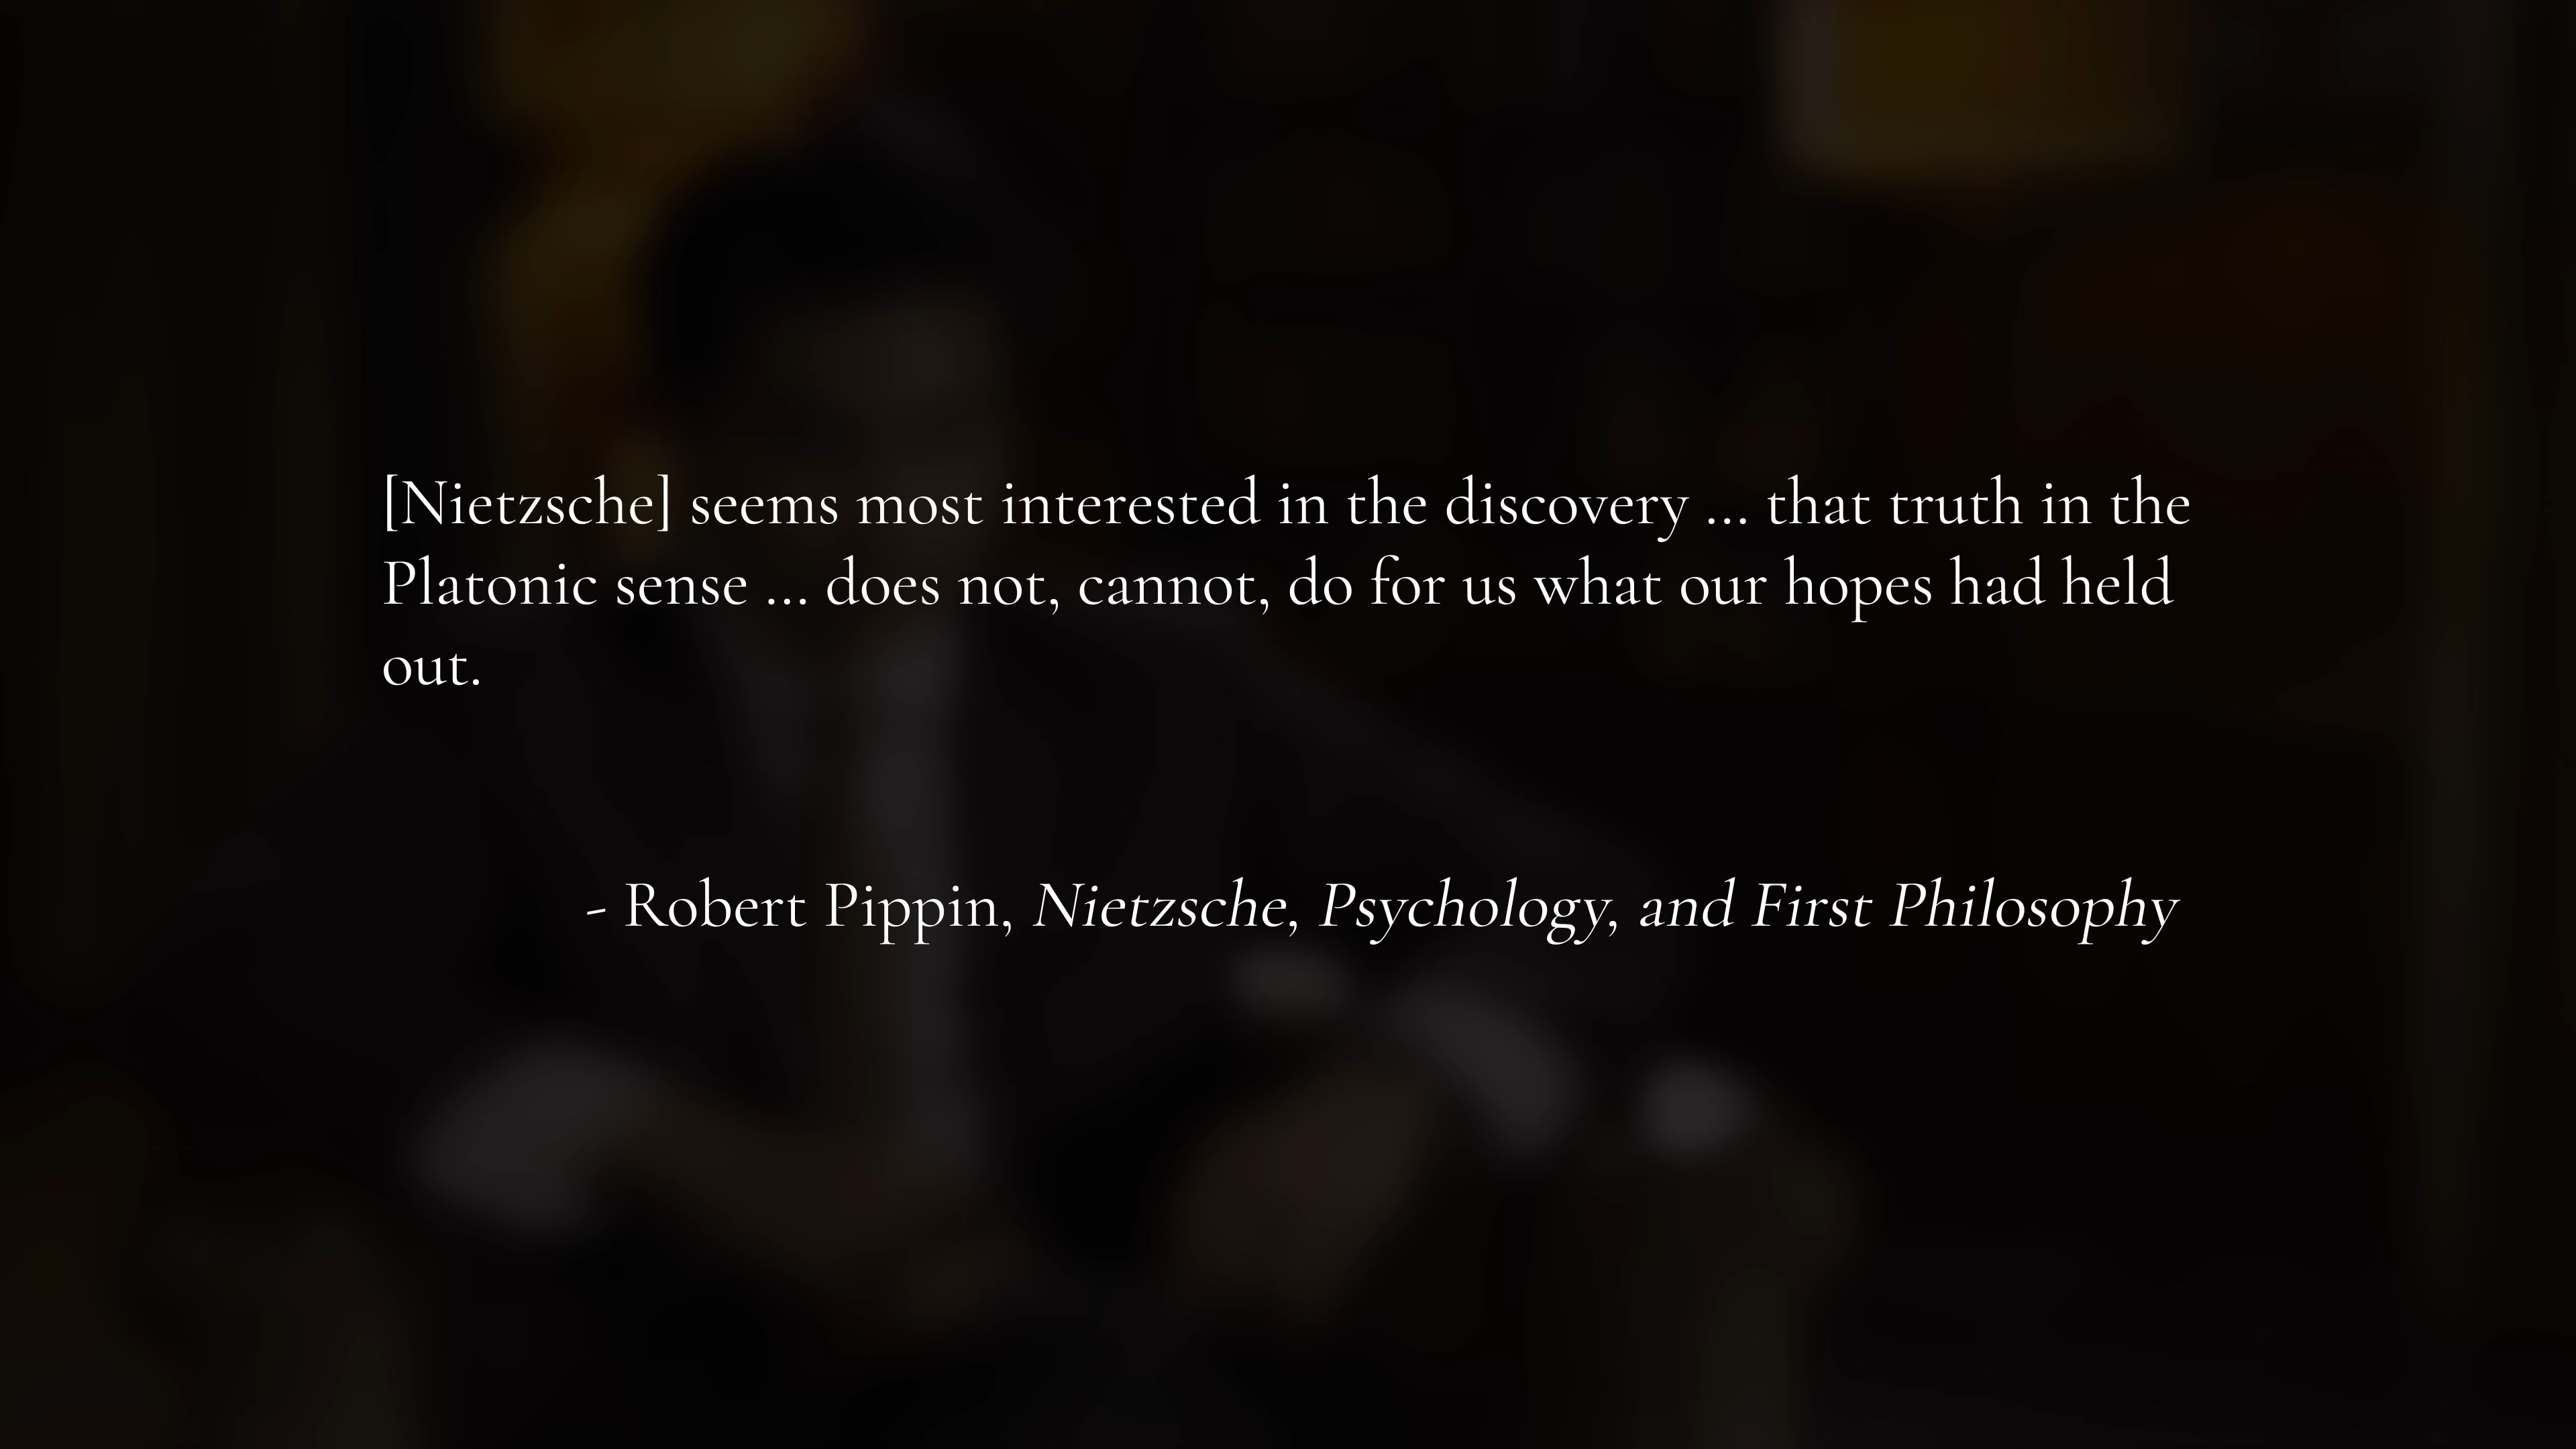 [Nietzsche] seems most interested in the discovery ... that truth in the
Platonic sense ... does not, cannot, do for us what our hopes had held
out.
- Robert Pippin, Nietzsche, Psychology, and First Philosophy